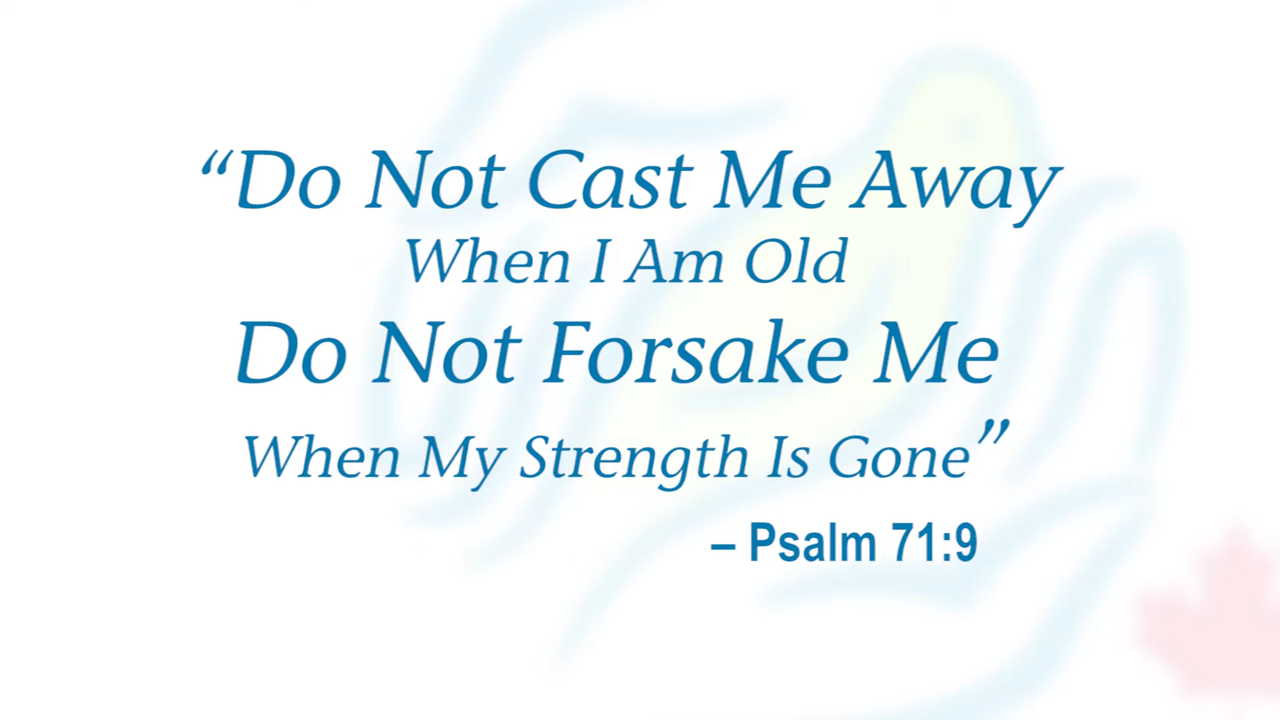 “Do Not Cast Me Away
When I Am Old
Do Not Forsake Me
When My Strength Is Gone”
– Psalm 71:9